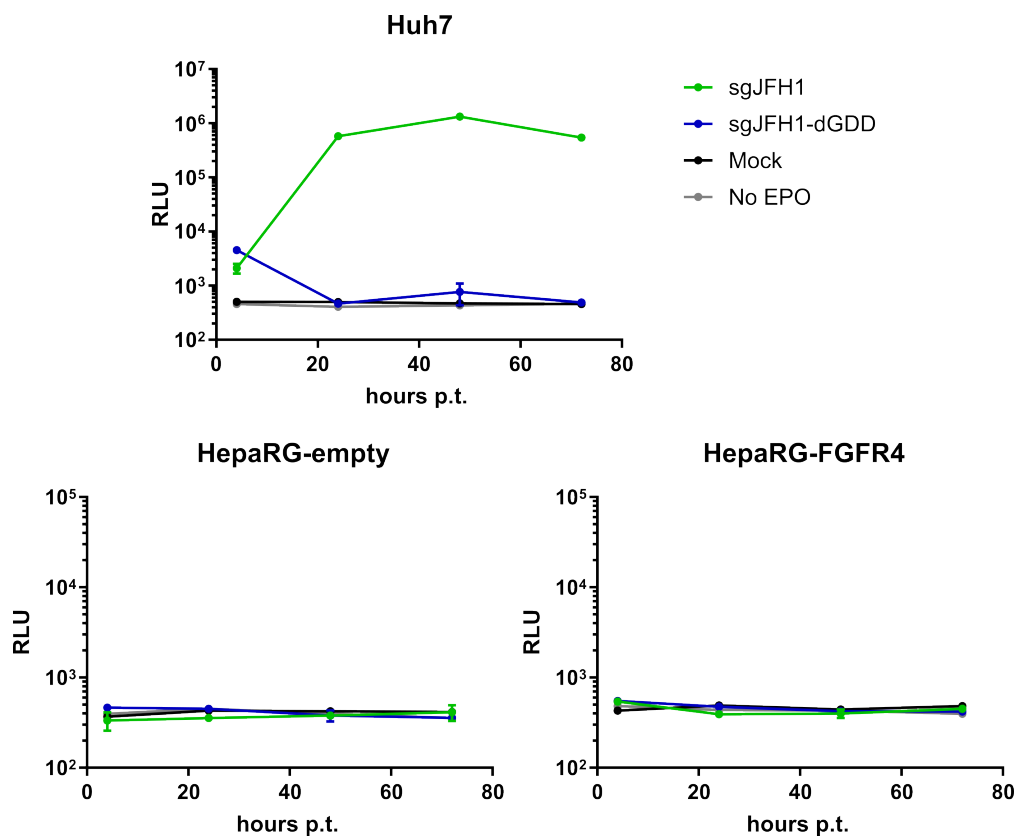 Huh7
10⁷
10⁶
10⁵
10⁴
10³
10²
RLU
0 20 40 60 80
hours p.t.
sgJFH1
sgJFH1-dGDD
Mock
No EPO
HepaRG-empty
10⁵
10⁴
10³
10²
RLU
0 20 40 60 80
hours p.t.
HepaRG-FGFR4
10⁵
10⁴
10³
10²
RLU
0 20 40 60 80
hours p.t.